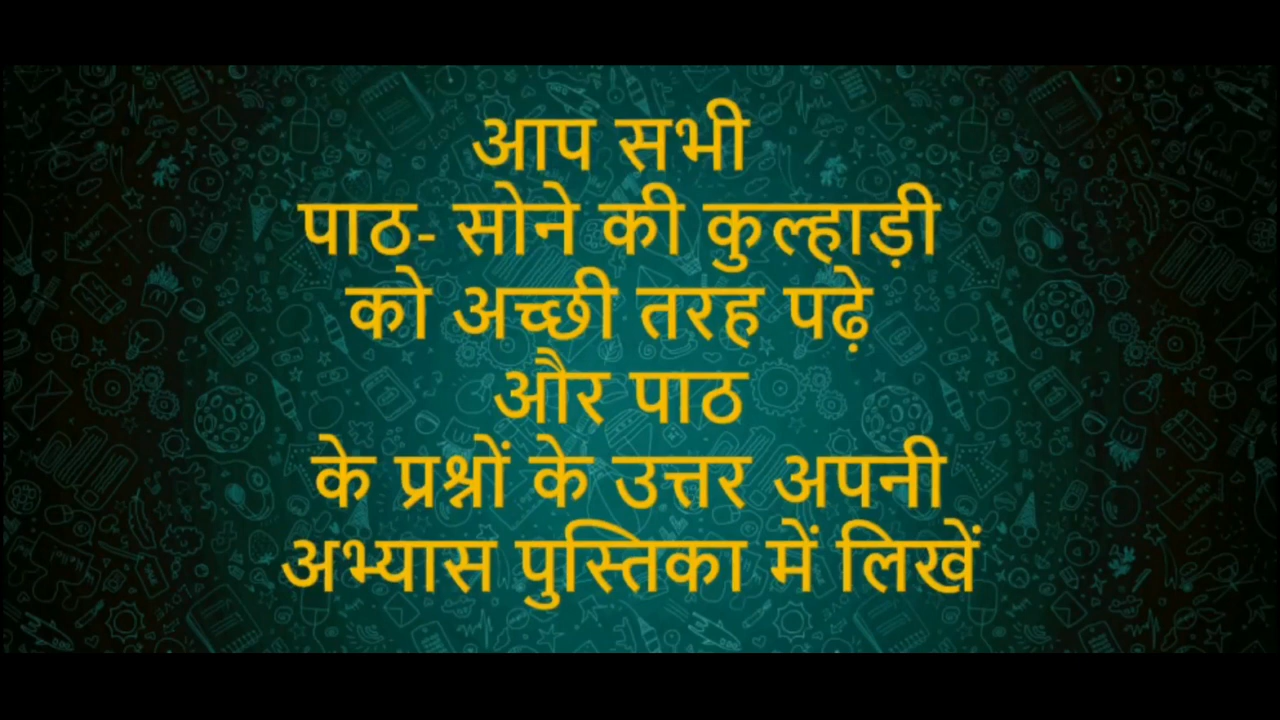 आप सभी
पाठ- सोने की कुल्हाड़ी
को अच्छी तरह पढ़े
और पाठ
के प्रश्नों के उत्तर अपनी
अभ्यास पुस्तिका में लिखें